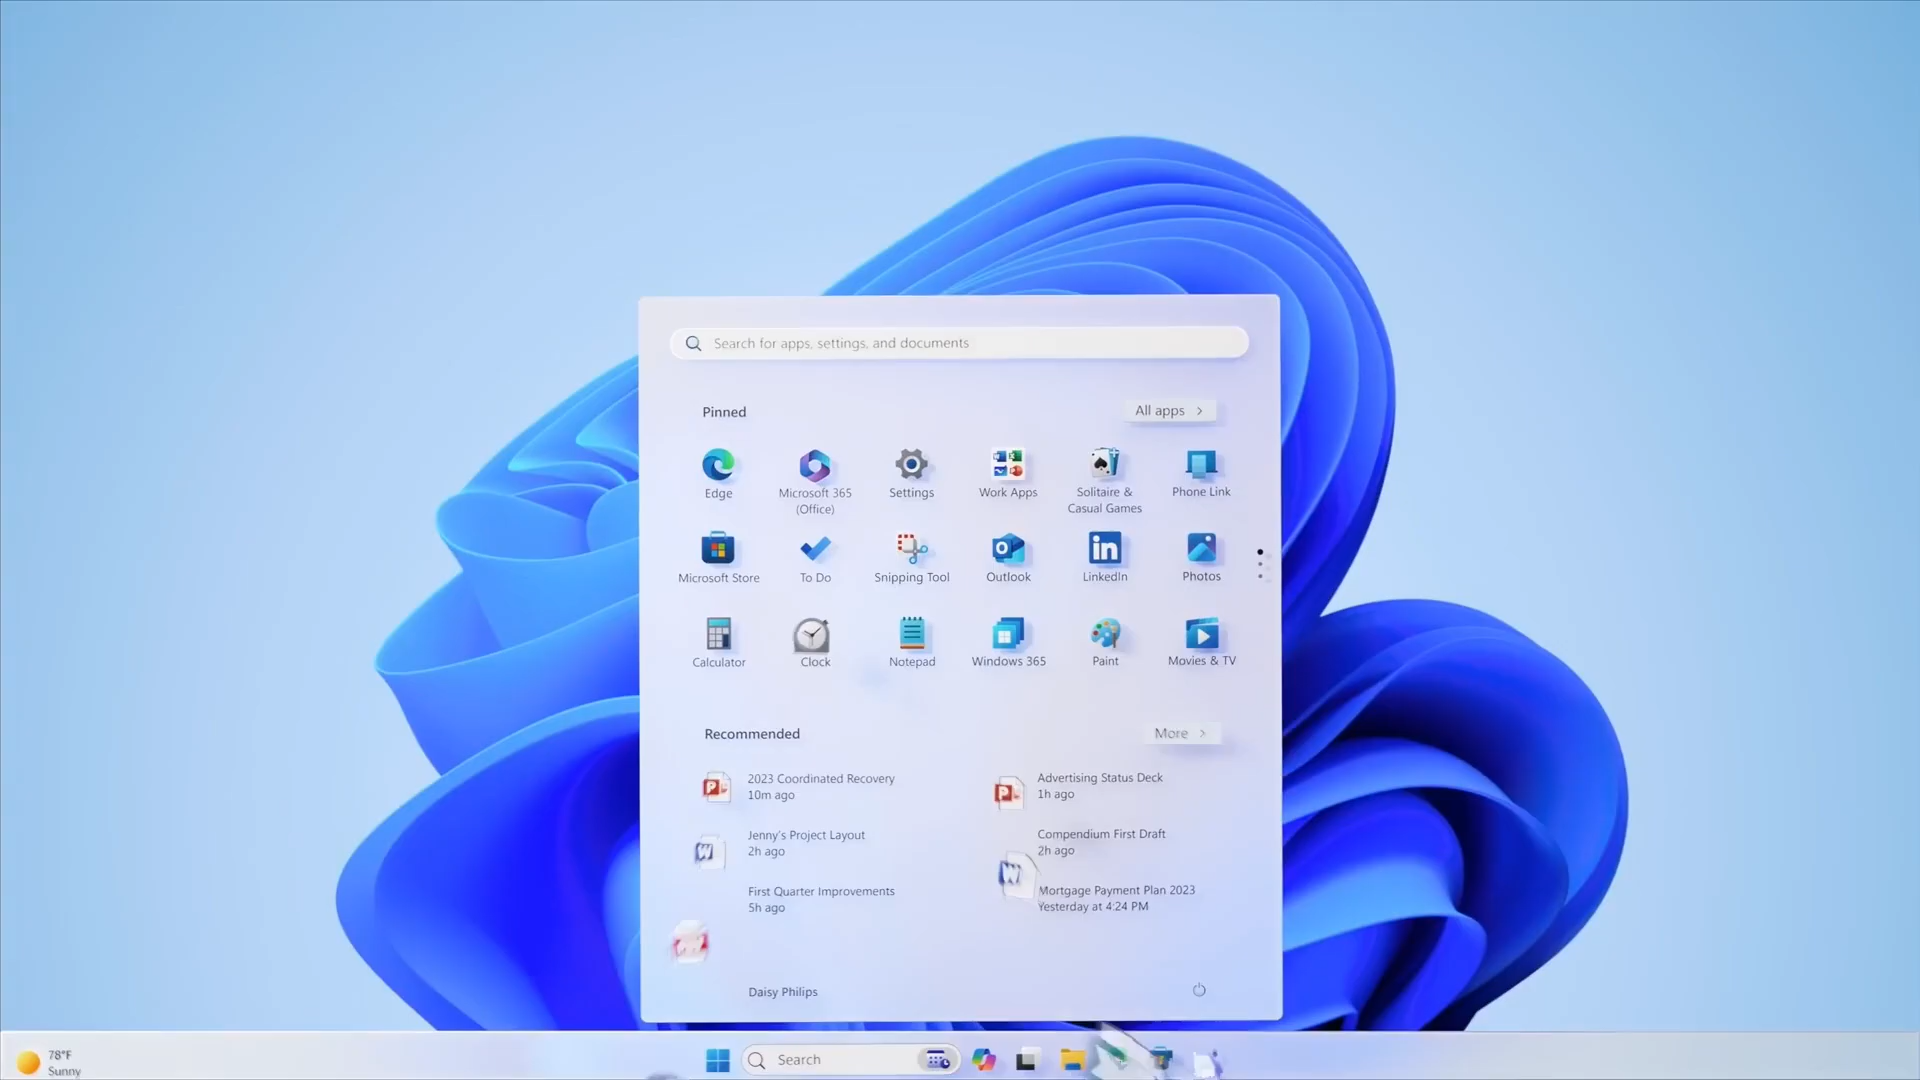 Search for apps, settings, and documents
Pinned
All apps
Edge
Microsoft 365
(Office)
Settings
Work Apps
Solitaire &
Casual Games
Phone Link
Microsoft Store
To Do
Snipping Tool
Outlook
in
LinkedIn
Photos
Calculator
Clock
Notepad
Windows 365
Paint
Movies & TV
Recommended
More
2023 Coordinated Recovery
10m ago
Advertising Status Deck
1h ago
Jenny's Project Layout
2h ago
Compendium First Draft
2h ago
First Quarter Improvements
5h ago
Mortgage Payment Plan 2023
Yesterday at 4:24 PM
Daisy Philips
78°F
Sunny
Search